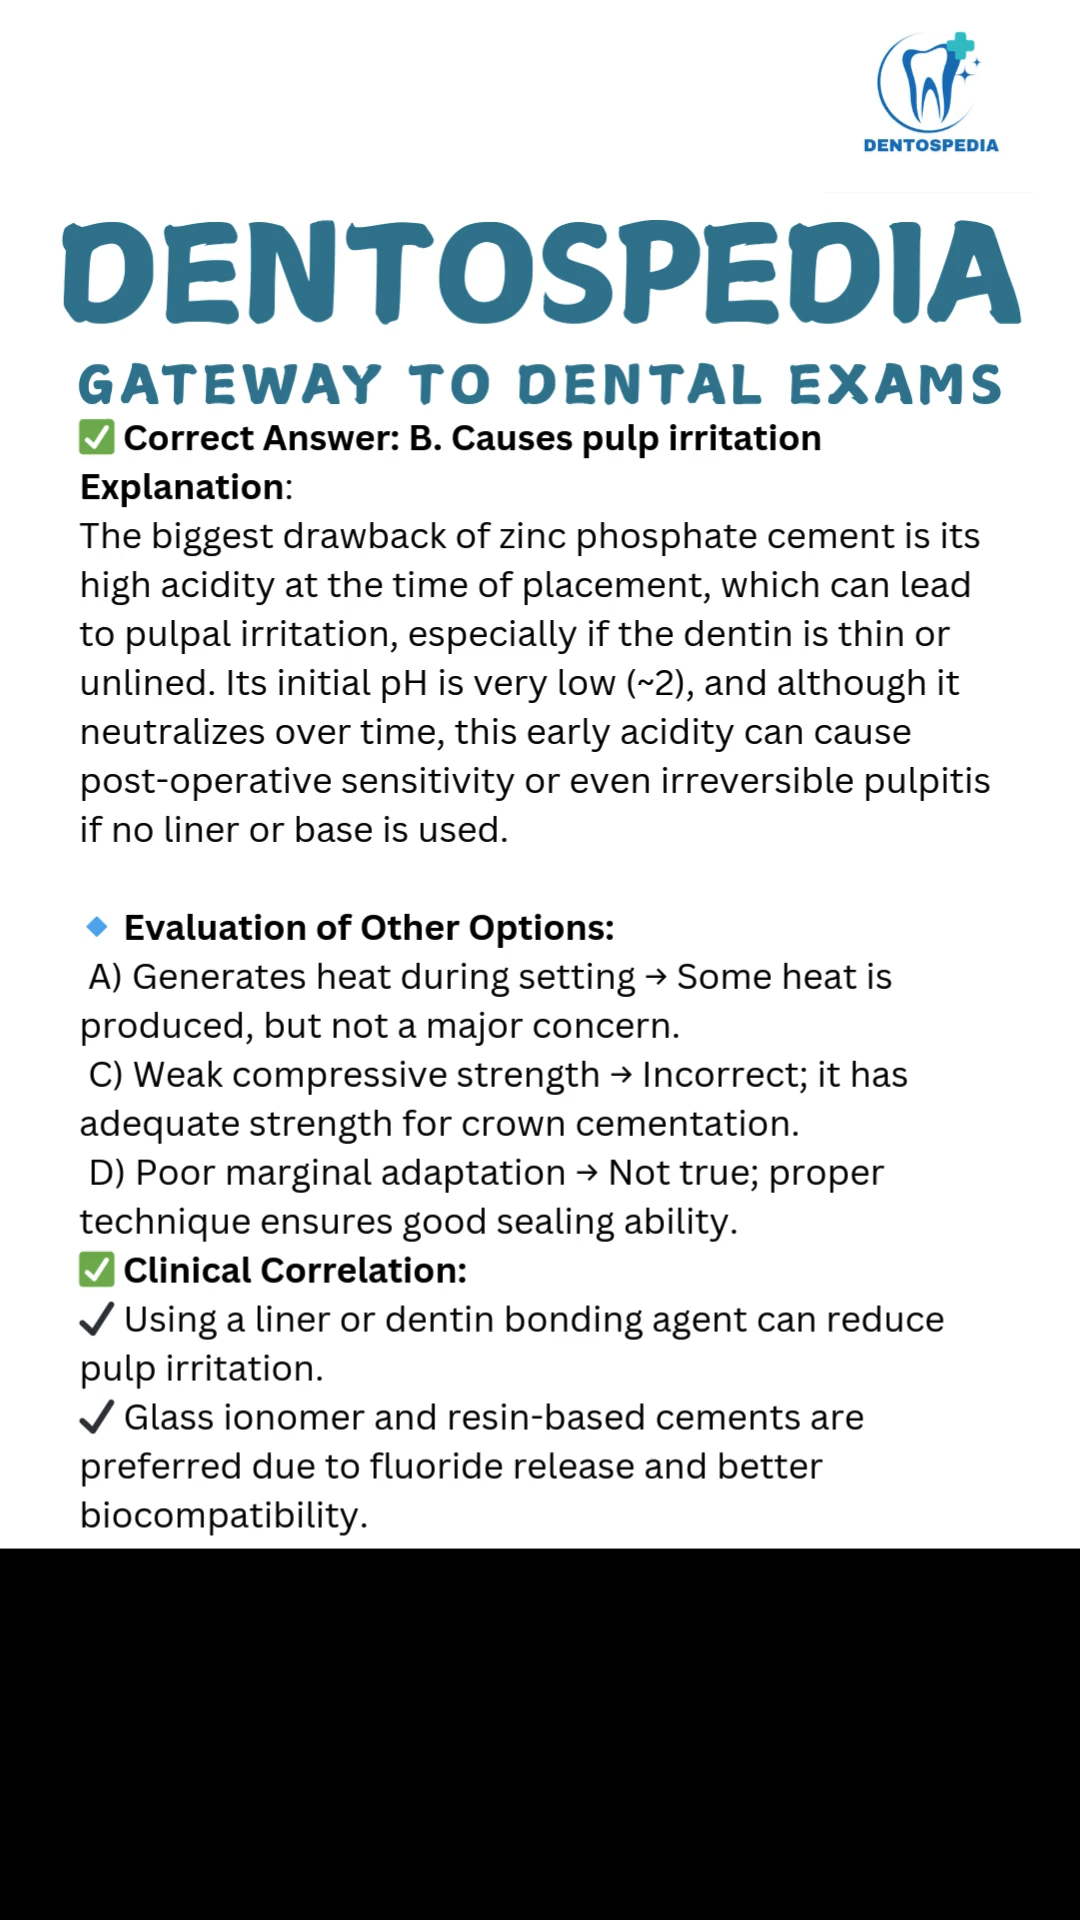 DENTOSPEDIA
DENTOSPEDIA
GATEWAY TO DENTAL EXAMS
✅ Correct Answer: B. Causes pulp irritation
Explanation:
The biggest drawback of zinc phosphate cement is its
high acidity at the time of placement, which can lead
to pulpal irritation, especially if the dentin is thin or
unlined. Its initial pH is very low (~2), and although it
neutralizes over time, this early acidity can cause
post-operative sensitivity or even irreversible pulpitis
if no liner or base is used.
🔹 Evaluation of Other Options:
A) Generates heat during setting → Some heat is
produced, but not a major concern.
C) Weak compressive strength → Incorrect; it has
adequate strength for crown cementation.
D) Poor marginal adaptation → Not true; proper
technique ensures good sealing ability.
✅ Clinical Correlation:
✔ Using a liner or dentin bonding agent can reduce
pulp irritation.
✔ Glass ionomer and resin-based cements are
preferred due to fluoride release and better
biocompatibility.